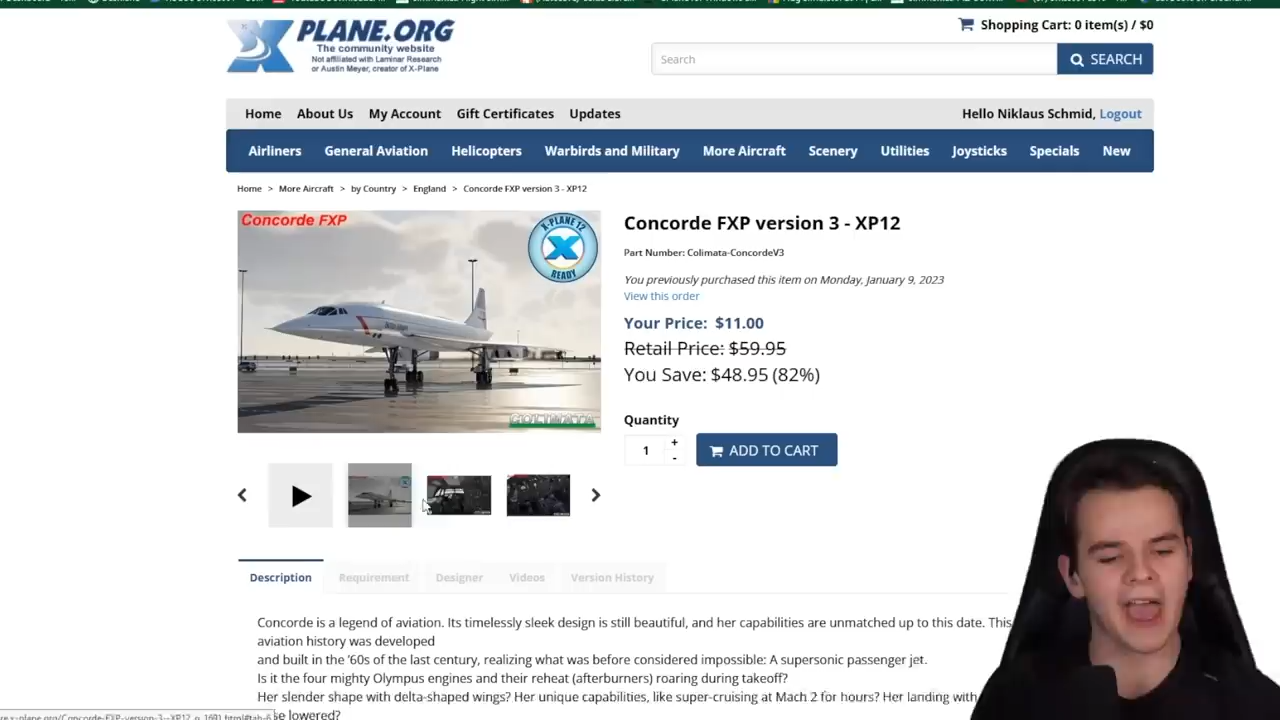 PLANE.ORG
The community website
Not affiliated with Laminar Research
or Austin Meyer, creator of X-Plane
Shopping Cart: 0 item(s) / $0
Search
SEARCH
Home About Us My Account Gift Certificates Updates
Hello Niklaus Schmid, Logout
Airliners General Aviation Helicopters Warbirds and Military More Aircraft Scenery Utilities Joysticks Specials New
Home > More Aircraft > by Country > England > Concorde FXP version 3 - XP12
Concorde FXP
X-PLANE 12
X
READY
COLIMATA
Concorde FXP version 3 - XP12
Part Number: Colimata-ConcordeV3
You previously purchased this item on Monday, January 9, 2023
View this order
Your Price: $11.00
Retail Price: $59.95
You Save: $48.95 (82%)
Quantity
1 + -
ADD TO CART
Description Requirement Designer Videos Version History
Concorde is a legend of aviation. Its timelessly sleek design is still beautiful, and her capabilities are unmatched up to this date. This
aviation history was developed
and built in the '60s of the last century, realizing what was before considered impossible: A supersonic passenger jet.
Is it the four mighty Olympus engines and their reheat (afterburners) roaring during takeoff?
Her slender shape with delta-shaped wings? Her unique capabilities, like super-cruising at Mach 2 for hours? Her landing with
lowered?